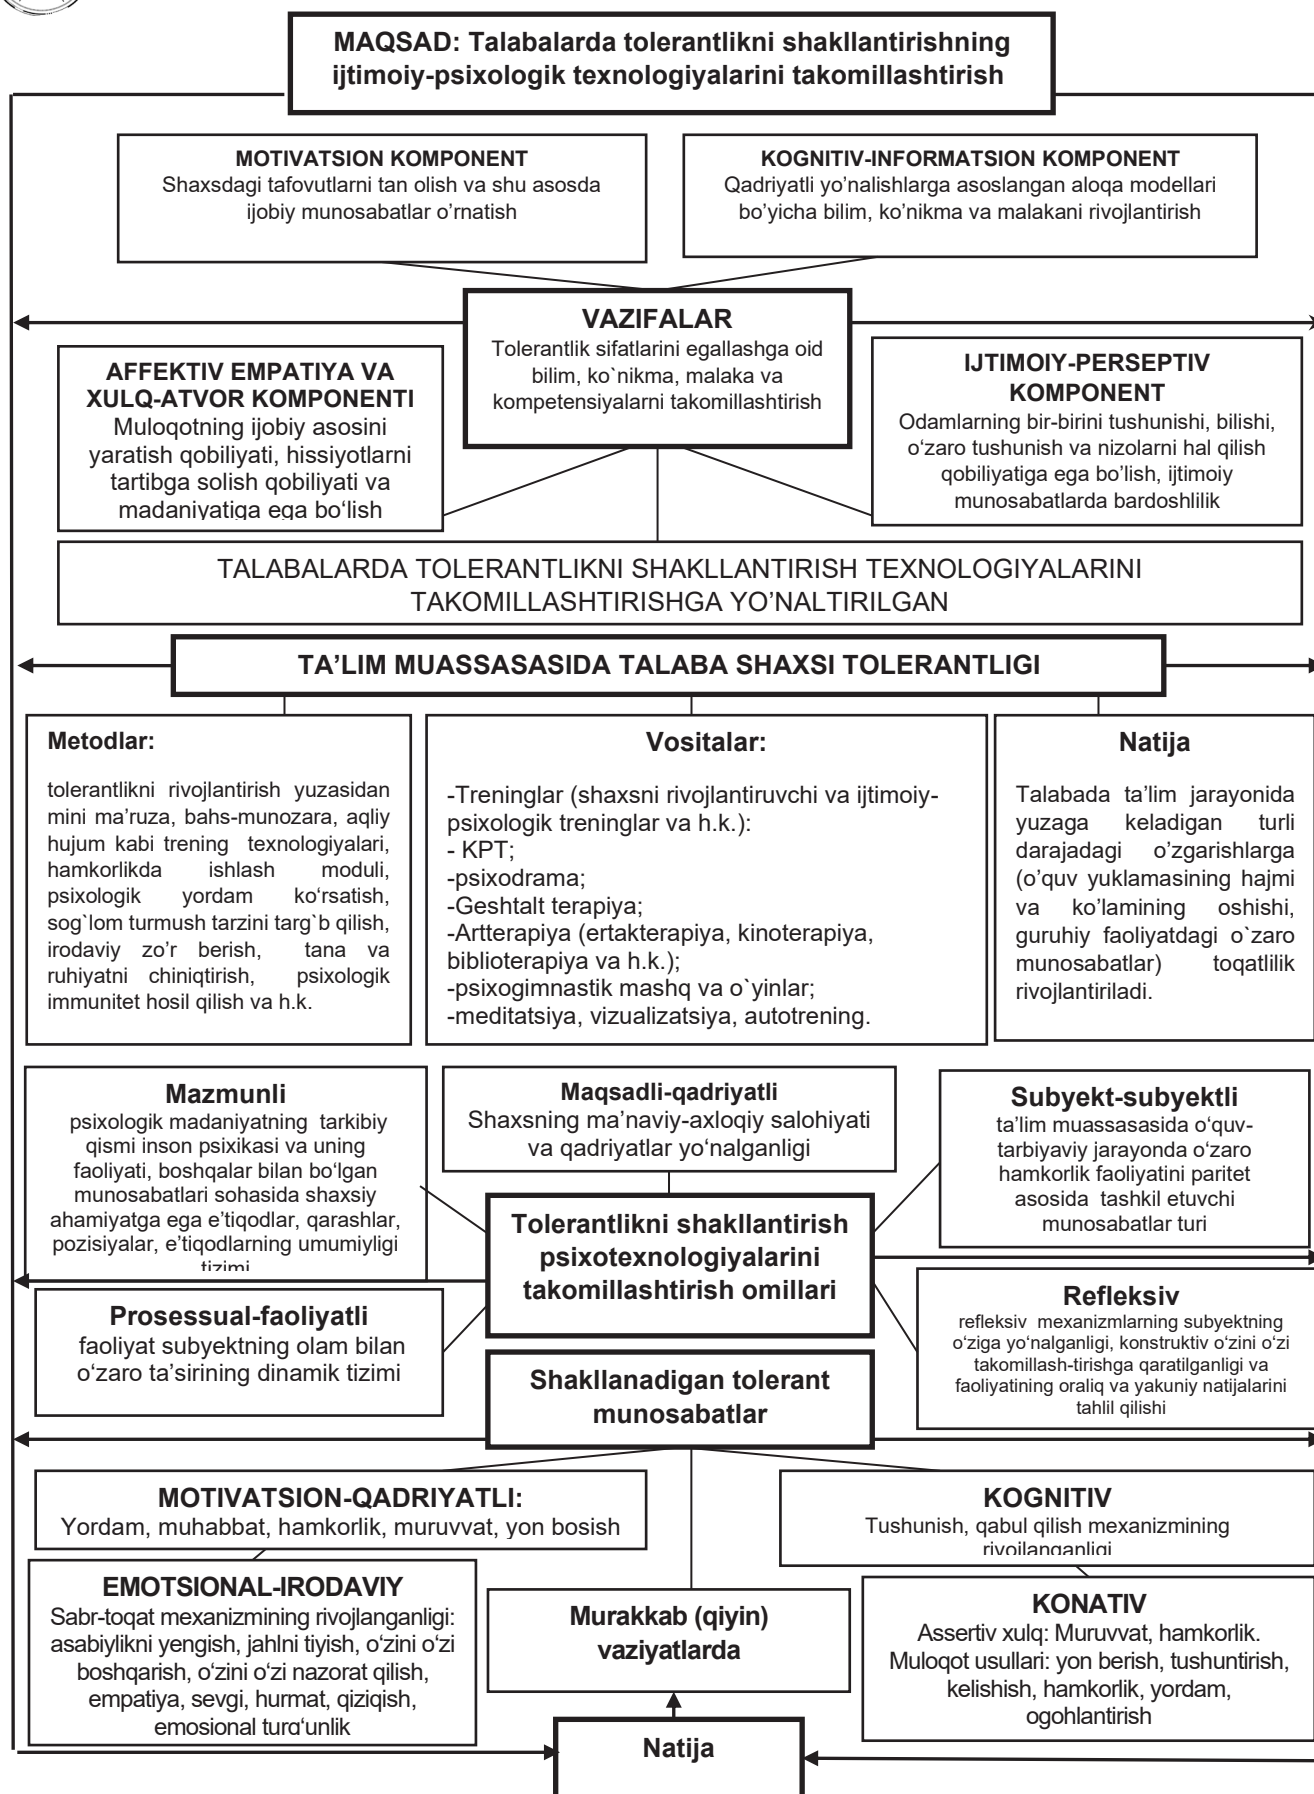 MAQSAD: Talabalarda tolerantlikni shakllantirishning
ijtimoiy-psixologik texnologiyalarini takomillashtirish
MOTIVATSION KOMPONENT
Shaxsdagi tafovutlarni tan olish va shu asosda
ijobiy munosabatlar o’rnatish
KOGNITIV-INFORMATSION KOMPONENT
Qadriyatli yo’nalishlarga asoslangan aloqa modellari
bo’yicha bilim, ko’nikma va malakani rivojlantirish
VAZIFALAR
Tolerantlik sifatlarini egallashga oid
bilim, ko`nikma, malaka va
kompetensiyalarni takomillashtirish
AFFEKTIV EMPATIYA VA
XULQ-ATVOR KOMPONENTI
Muloqotning ijobiy asosini
yaratish qobiliyati, hissiyotlarni
tartibga solish qobiliyati va
madaniyatiga ega bo‘lish
IJTIMOIY-PERSEPTIV
KOMPONENT
Odamlarning bir-birini tushunishi, bilishi,
o‘zaro tushunish va nizolarni hal qilish
qobiliyatiga ega bo‘lish, ijtimoiy
munosabatlarda bardoshlilik
TALABALARDA TOLERANTLIKNI SHAKLLANTIRISH TEXNOLOGIYALARINI
TAKOMILLASHTIRISHGA YO’NALTIRILGAN
TA’LIM MUASSASASIDA TALABA SHAXSI TOLERANTLIGI
Metodlar:
tolerantlikni rivojlantirish yuzasidan
mini ma’ruza, bahs-munozara, aqliy
hujum kabi trening texnologiyalari,
hamkorlikda ishlash moduli,
psixologik yordam ko‘rsatish,
sog`lom turmush tarzini targ`b qilish,
irodaviy zo’r berish, tana va
ruhiyatni chiniqtirish, psixologik
immunitet hosil qilish va h.k.
Vositalar:
-Treninglar (shaxsni rivojlantiruvchi va ijtimoiy-
psixologik treninglar va h.k.):
- KPT;
-psixodrama;
-Geshtalt terapiya;
-Artterapiya (ertakterapiya, kinoterapiya,
biblioterapiya va h.k.);
-psixogimnastik mashq va o`yinlar;
-meditatsiya, vizualizatsiya, autotrening.
Natija
Talabada ta’lim jarayonida
yuzaga keladigan turli
darajadagi o’zgarishlarga
(o’quv yuklamasining hajmi
va ko’lamining oshishi,
guruhiy faoliyatdagi o`zaro
munosabatlar) toqatlilik
rivojlantiriladi.
Mazmunli
psixologik madaniyatning tarkibiy
qismi inson psixikasi va uning
faoliyati, boshqalar bilan bo‘lgan
munosabatlari sohasida shaxsiy
ahamiyatga ega e’tiqodlar, qarashlar,
pozisiyalar, e’tiqodlarning umumiyligi
tizimi
Maqsadli-qadriyatli
Shaxsning ma’naviy-axloqiy salohiyati
va qadriyatlar yo‘nalganligi
Subyekt-subyektli
ta’lim muassasasida o‘quv-
tarbiyaviy jarayonda o‘zaro
hamkorlik faoliyatini paritet
asosida tashkil etuvchi
munosabatlar turi
Tolerantlikni shakllantirish
psixotexnologiyalarini
takomillashtirish omillari
Prosessual-faoliyatli
faoliyat subyektning olam bilan
o‘zaro ta’sirining dinamik tizimi
Refleksiv
refleksiv mexanizmlarning subyektning
o‘ziga yo‘nalganligi, konstruktiv o‘zini o‘zi
takomillash-tirishga qaratilganligi va
faoliyatining oraliq va yakuniy natijalarini
tahlil qilishi
Shakllanadigan tolerant
munosabatlar
MOTIVATSION-QADRIYATLI:
Yordam, muhabbat, hamkorlik, muruvvat, yon bosish
KOGNITIV
Tushunish, qabul qilish mexanizmining
rivojlanganligi
EMOTSIONAL-IRODAVIY
Sabr-toqat mexanizmining rivojlanganligi:
asabiylikni yengish, jahlni tiyish, o‘zini o‘zi
boshqarish, o‘zini o‘zi nazorat qilish,
empatiya, sevgi, hurmat, qiziqish,
emosional turg‘unlik
Murakkab (qiyin)
vaziyatlarda
KONATIV
Assertiv xulq: Muruvvat, hamkorlik.
Muloqot usullari: yon berish, tushuntirish,
kelishish, hamkorlik, yordam,
ogohlantirish
Natija